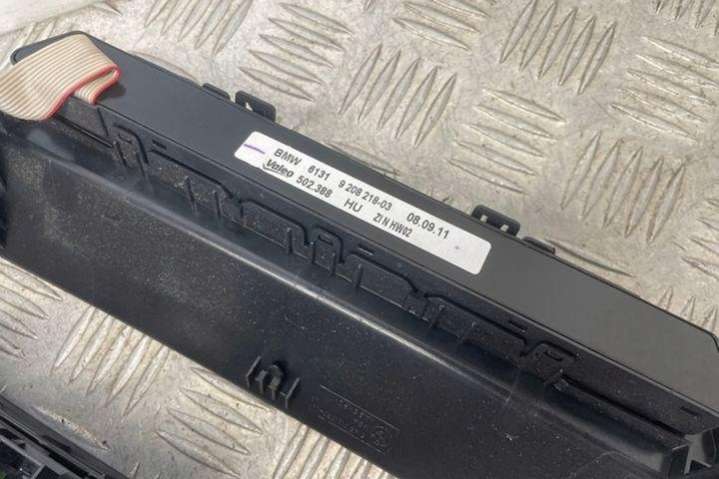 BMW 6131 9 208 218-03 08.09.11
Valeo 502.388 HU ZI N HW02